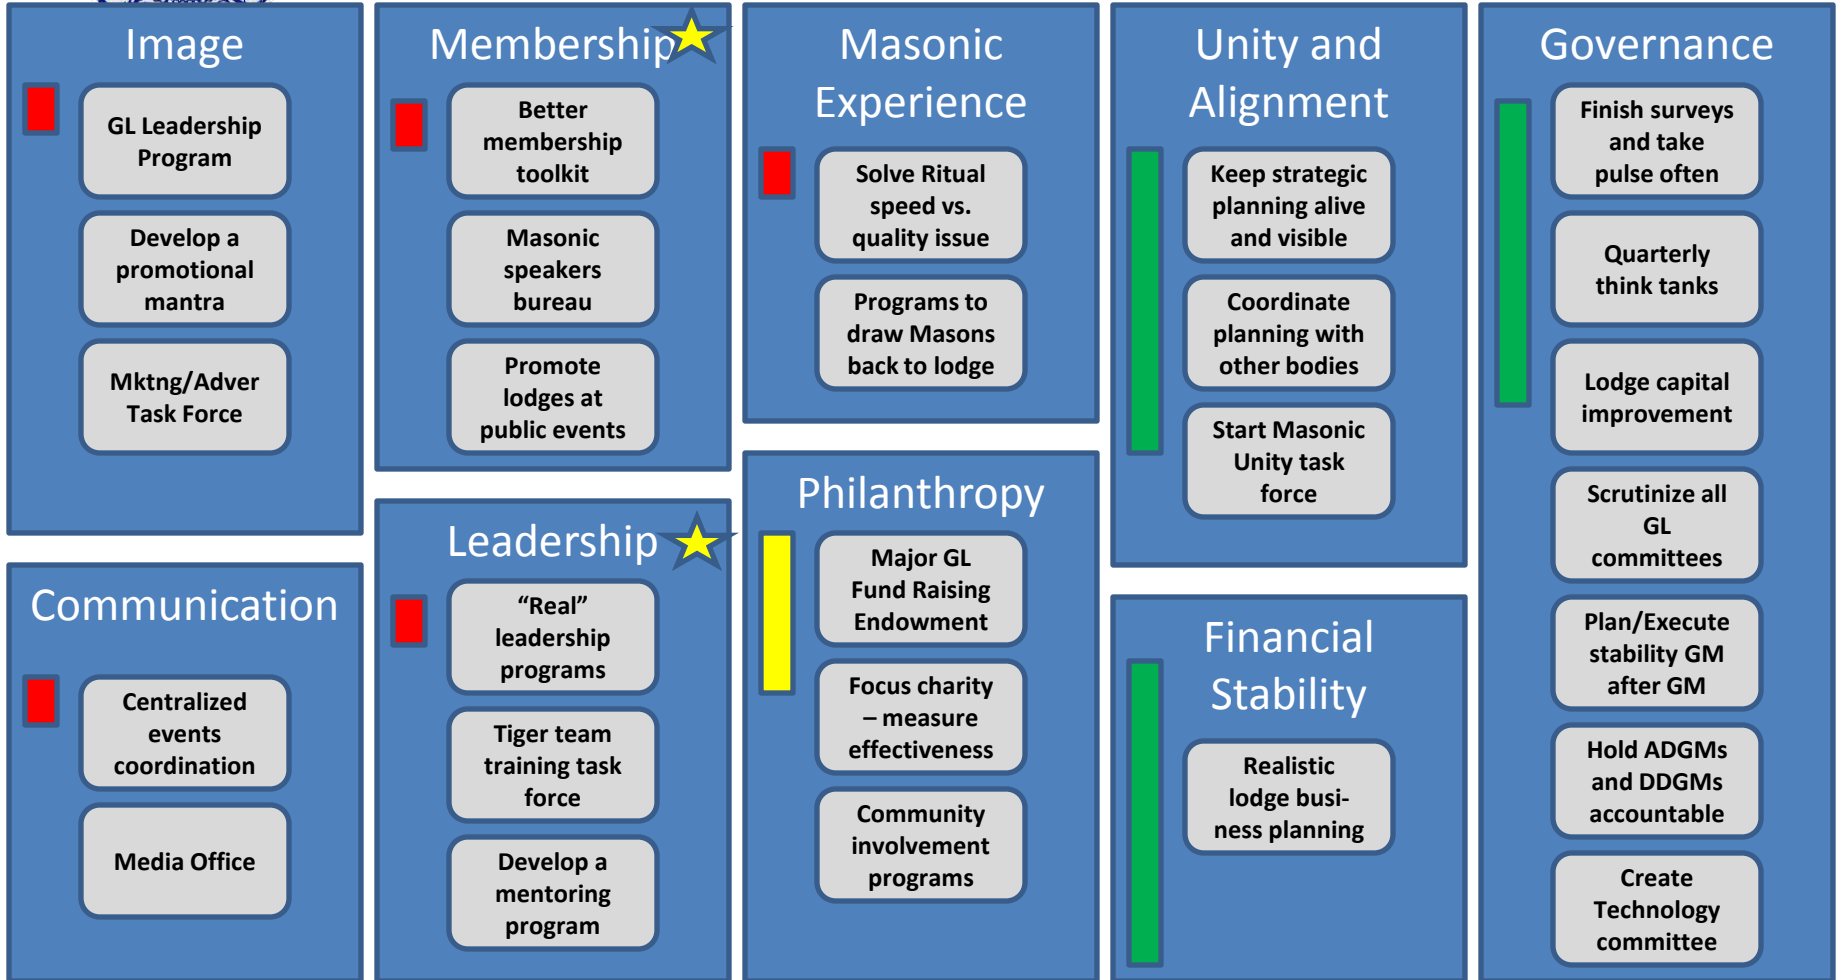 Image
GL Leadership
Program
Develop a
promotional
mantra
Mktng/Adver
Task Force
Communication
Centralized
events
coordination
Media Office
Membership
Better
membership
toolkit
Masonic
speakers
bureau
Promote
lodges at
public events
Leadership
“Real”
leadership
programs
Tiger team
training task
force
Develop a
mentoring
program
Masonic
Experience
Solve Ritual
speed vs.
quality issue
Programs to
draw Masons
back to lodge
Philanthropy
Major GL
Fund Raising
Endowment
Focus charity
– measure
effectiveness
Community
involvement
programs
Unity and
Alignment
Keep strategic
planning alive
and visible
Coordinate
planning with
other bodies
Start Masonic
Unity task
force
Financial
Stability
Realistic
lodge busi-
ness planning
Governance
Finish surveys
and take
pulse often
Quarterly
think tanks
Lodge capital
improvement
Scrutinize all
GL
committees
Plan/Execute
stability GM
after GM
Hold ADGMs
and DDGMs
accountable
Create
Technology
committee